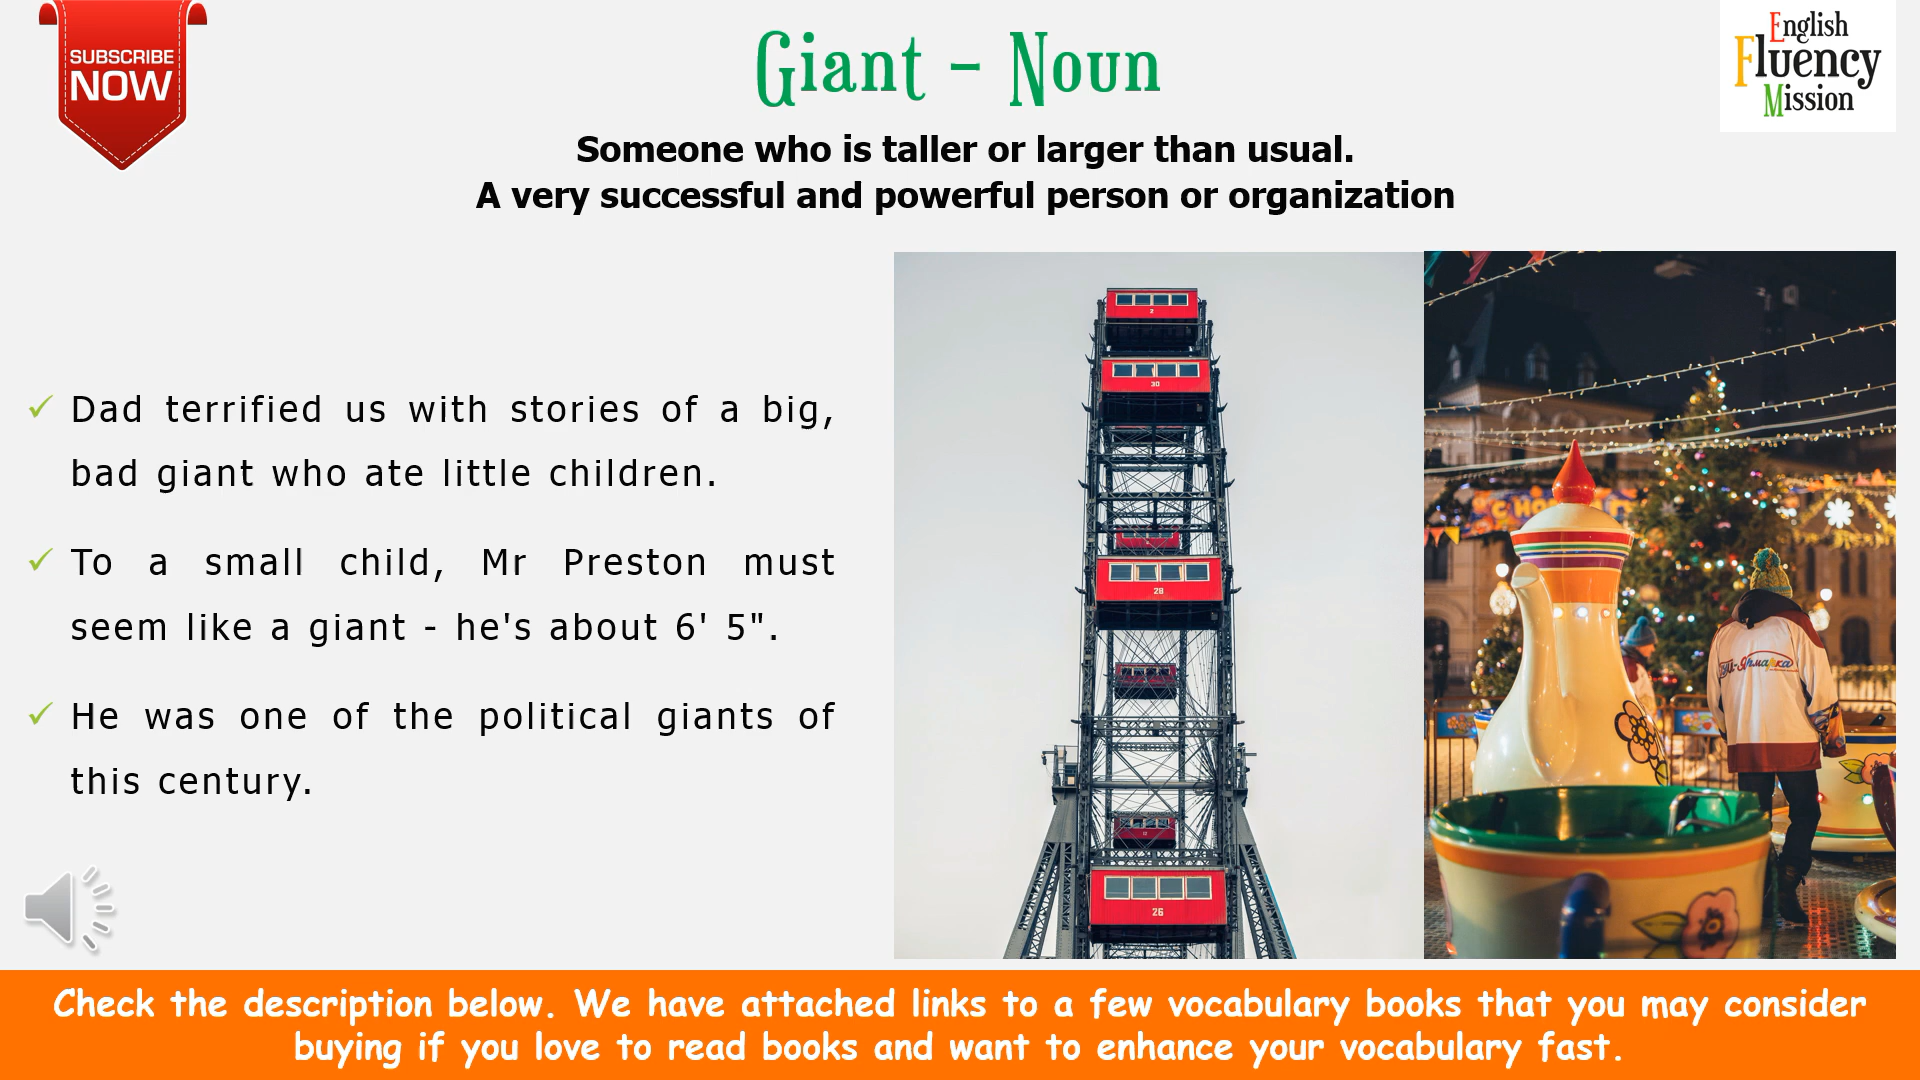 SUBSCRIBE
NOW
Giant – Noun
English
Fluency
Mission
Someone who is taller or larger than usual.
A very successful and powerful person or organization
✓ Dad terrified us with stories of a big,
bad giant who ate little children.
✓ To a small child, Mr Preston must
seem like a giant - he's about 6' 5".
✓ He was one of the political giants of
this century.
2
30
28
26
Check the description below. We have attached links to a few vocabulary books that you may consider
buying if you love to read books and want to enhance your vocabulary fast.